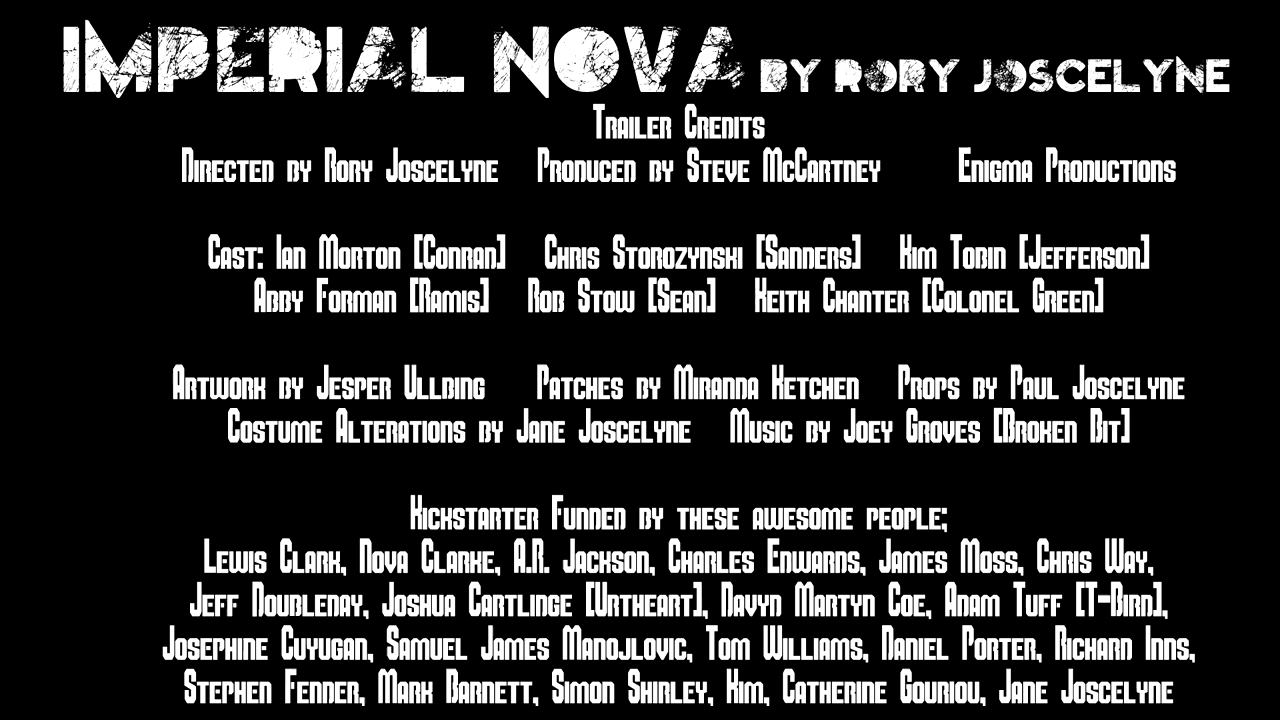 IMPERIAL NOVA BY RORY JOSCELYNE
Trailer Credits
Directed by Rory Joscelyne Produced by Steve McCartney Enigma Productions
Cast: Ian Morton [Conrad] Chris Storozynski [Sanders] Kim Tobin [Jefferson]
Abby Forman [Ramis] Rob Stow [Sean] Keith Chanter [Colonel Green]
Artwork by Jesper Ullbing Patches by Miranda Ketchen Props by Paul Joscelyne
Costume Alterations by Jane Joscelyne Music by Joey Groves [Broken Bit]
Kickstarter Funded by these awesome people;
Lewis Clark, Nova Clarke, A.R. Jackson, Charles Edwards, James Moss, Chris Way,
Jeff Doubleday, Joshua Cartlidge [Urtheart], Davyd Martyn Coe, Adam Tuff [T-Bird],
Josephine Cuyugan, Samuel James Manojlovic, Tom Williams, Daniel Porter, Richard Inns,
Stephen Fender, Mark Barnett, Simon Shirley, Kim, Catherine Gouriou, Jane Joscelyne